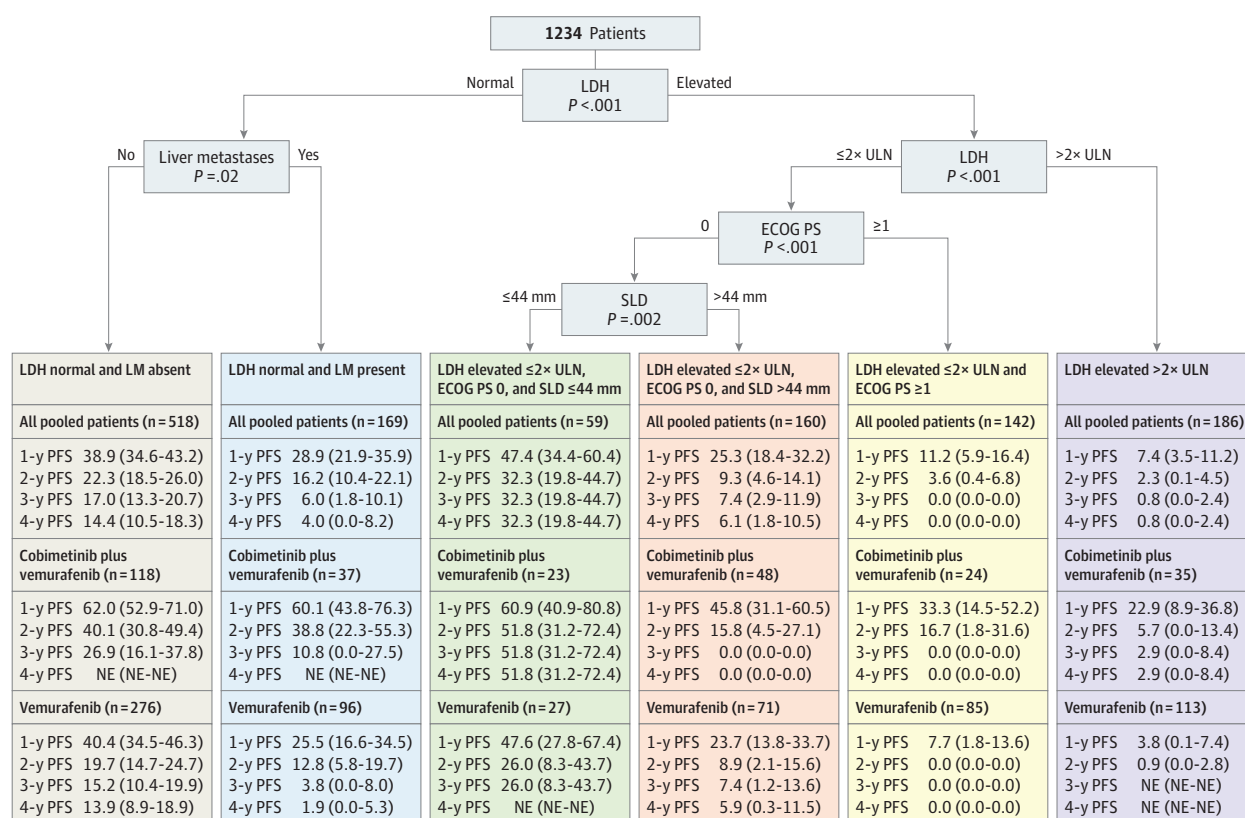 1234 Patients
Normal
LDH
P <.001
Elevated
No
Liver metastases
P =.02
Yes
≤2× ULN
LDH
P <.001
>2× ULN
0
ECOG PS
P <.001
≥1
≤44 mm
SLD
P =.002
>44 mm
LDH normal and LM absent
All pooled patients (n=518)
1-y PFS 38.9 (34.6-43.2)
2-y PFS 22.3 (18.5-26.0)
3-y PFS 17.0 (13.3-20.7)
4-y PFS 14.4 (10.5-18.3)
Cobimetinib plus
vemurafenib (n=118)
1-y PFS 62.0 (52.9-71.0)
2-y PFS 40.1 (30.8-49.4)
3-y PFS 26.9 (16.1-37.8)
4-y PFS NE (NE-NE)
Vemurafenib (n=276)
1-y PFS 40.4 (34.5-46.3)
2-y PFS 19.7 (14.7-24.7)
3-y PFS 15.2 (10.4-19.9)
4-y PFS 13.9 (8.9-18.9)
LDH normal and LM present
All pooled patients (n=169)
1-y PFS 28.9 (21.9-35.9)
2-y PFS 16.2 (10.4-22.1)
3-y PFS 6.0 (1.8-10.1)
4-y PFS 4.0 (0.0-8.2)
Cobimetinib plus
vemurafenib (n=37)
1-y PFS 60.1 (43.8-76.3)
2-y PFS 38.8 (22.3-55.3)
3-y PFS 10.8 (0.0-27.5)
4-y PFS NE (NE-NE)
Vemurafenib (n=96)
1-y PFS 25.5 (16.6-34.5)
2-y PFS 12.8 (5.8-19.7)
3-y PFS 3.8 (0.0-8.0)
4-y PFS 1.9 (0.0-5.3)
LDH elevated ≤2× ULN,
ECOG PS 0, and SLD ≤44 mm
All pooled patients (n=59)
1-y PFS 47.4 (34.4-60.4)
2-y PFS 32.3 (19.8-44.7)
3-y PFS 32.3 (19.8-44.7)
4-y PFS 32.3 (19.8-44.7)
Cobimetinib plus
vemurafenib (n=23)
1-y PFS 60.9 (40.9-80.8)
2-y PFS 51.8 (31.2-72.4)
3-y PFS 51.8 (31.2-72.4)
4-y PFS 51.8 (31.2-72.4)
Vemurafenib (n=27)
1-y PFS 47.6 (27.8-67.4)
2-y PFS 26.0 (8.3-43.7)
3-y PFS 26.0 (8.3-43.7)
4-y PFS NE (NE-NE)
LDH elevated ≤2× ULN,
ECOG PS 0, and SLD >44 mm
All pooled patients (n=160)
1-y PFS 25.3 (18.4-32.2)
2-y PFS 9.3 (4.6-14.1)
3-y PFS 7.4 (2.9-11.9)
4-y PFS 6.1 (1.8-10.5)
Cobimetinib plus
vemurafenib (n=48)
1-y PFS 45.8 (31.1-60.5)
2-y PFS 15.8 (4.5-27.1)
3-y PFS 0.0 (0.0-0.0)
4-y PFS 0.0 (0.0-0.0)
Vemurafenib (n=71)
1-y PFS 23.7 (13.8-33.7)
2-y PFS 8.9 (2.1-15.6)
3-y PFS 7.4 (1.2-13.6)
4-y PFS 5.9 (0.3-11.5)
LDH elevated ≤2× ULN and
ECOG PS ≥1
All pooled patients (n=142)
1-y PFS 11.2 (5.9-16.4)
2-y PFS 3.6 (0.4-6.8)
3-y PFS 0.0 (0.0-0.0)
4-y PFS 0.0 (0.0-0.0)
Cobimetinib plus
vemurafenib (n=24)
1-y PFS 33.3 (14.5-52.2)
2-y PFS 16.7 (1.8-31.6)
3-y PFS 0.0 (0.0-0.0)
4-y PFS 0.0 (0.0-0.0)
Vemurafenib (n=85)
1-y PFS 7.7 (1.8-13.6)
2-y PFS 0.0 (0.0-0.0)
3-y PFS 0.0 (0.0-0.0)
4-y PFS 0.0 (0.0-0.0)
LDH elevated >2× ULN
All pooled patients (n=186)
1-y PFS 7.4 (3.5-11.2)
2-y PFS 2.3 (0.1-4.5)
3-y PFS 0.8 (0.0-2.4)
4-y PFS 0.8 (0.0-2.4)
Cobimetinib plus
vemurafenib (n=35)
1-y PFS 22.9 (8.9-36.8)
2-y PFS 5.7 (0.0-13.4)
3-y PFS 2.9 (0.0-8.4)
4-y PFS 2.9 (0.0-8.4)
Vemurafenib (n=113)
1-y PFS 3.8 (0.1-7.4)
2-y PFS 0.9 (0.0-2.8)
3-y PFS NE (NE-NE)
4-y PFS NE (NE-NE)